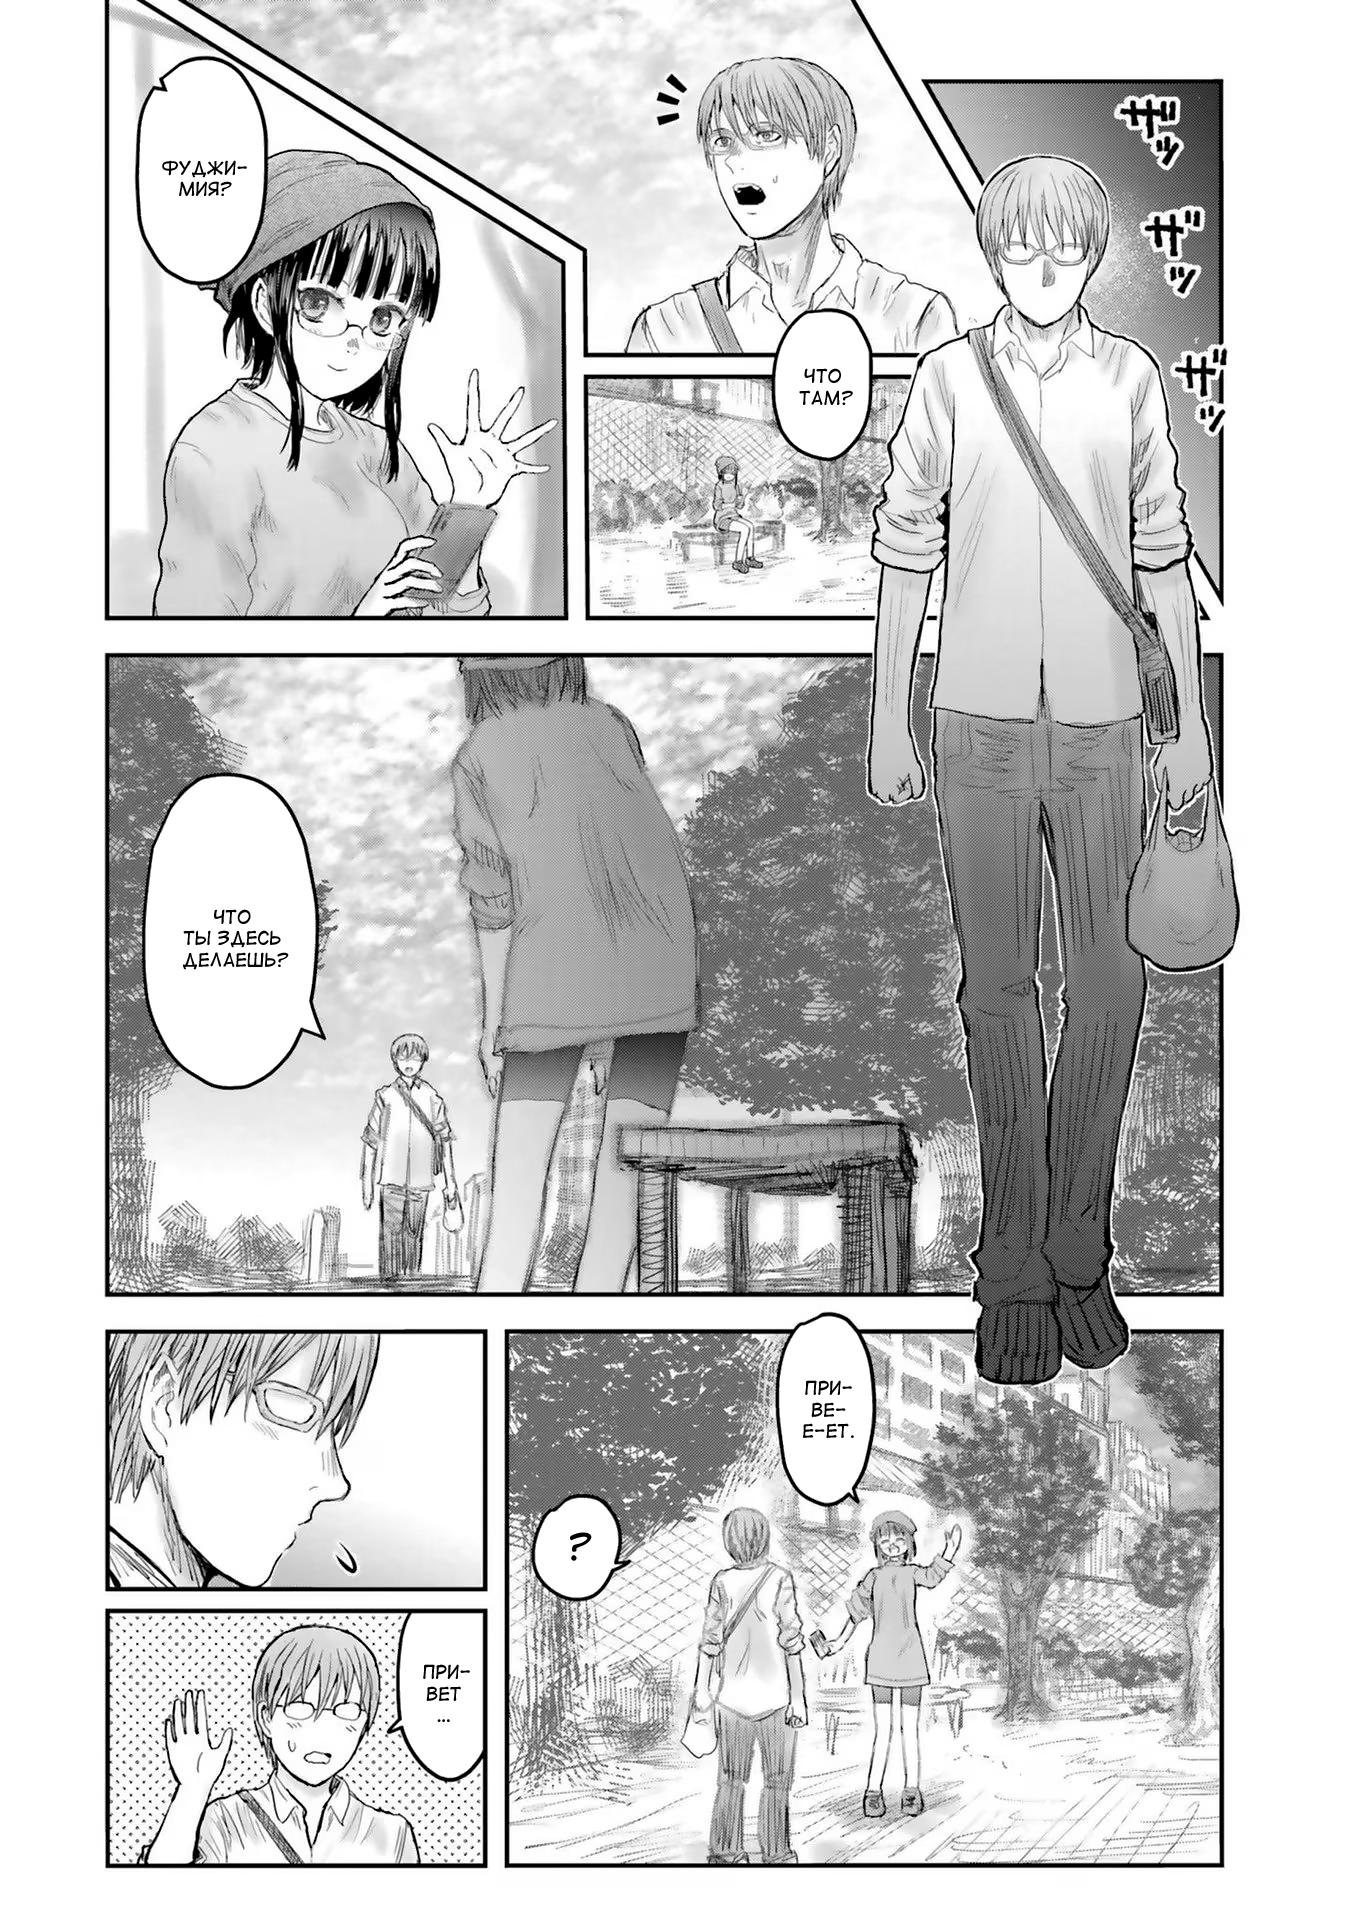 ザッ
ザッ
ザッ
ЧТО
ТАМ?
ФУДЖИ-
МИЯ?
ЧТО
ТЫ ЗДЕСЬ
ДЕЛАЕШЬ?
ПРИ-
ВЕ-
Е-ЕТ.
?
ПРИ-
ВЕТ
...